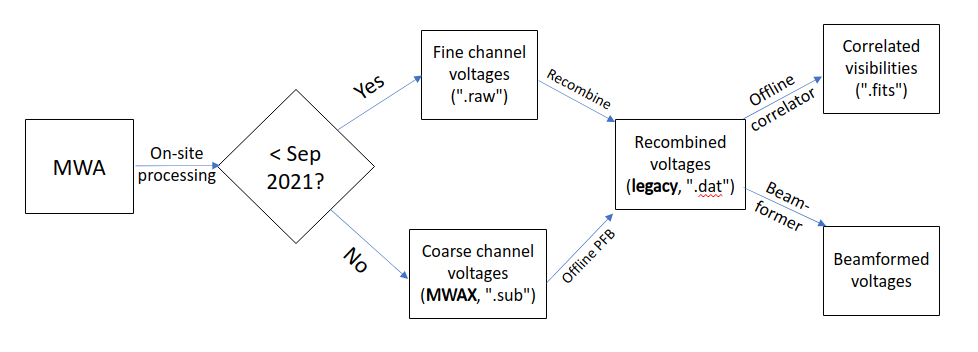 MWA
On-site
processing
< Sep
2021?
Yes
No
Fine channel
voltages
(".raw")
Coarse channel
voltages
(MWAX, ".sub")
Recombine
Offline PFB
Recombined
voltages
(legacy, ".dat")
Offline
correlator
Beam-
former
Correlated
visibilities
(".fits")
Beamformed
voltages